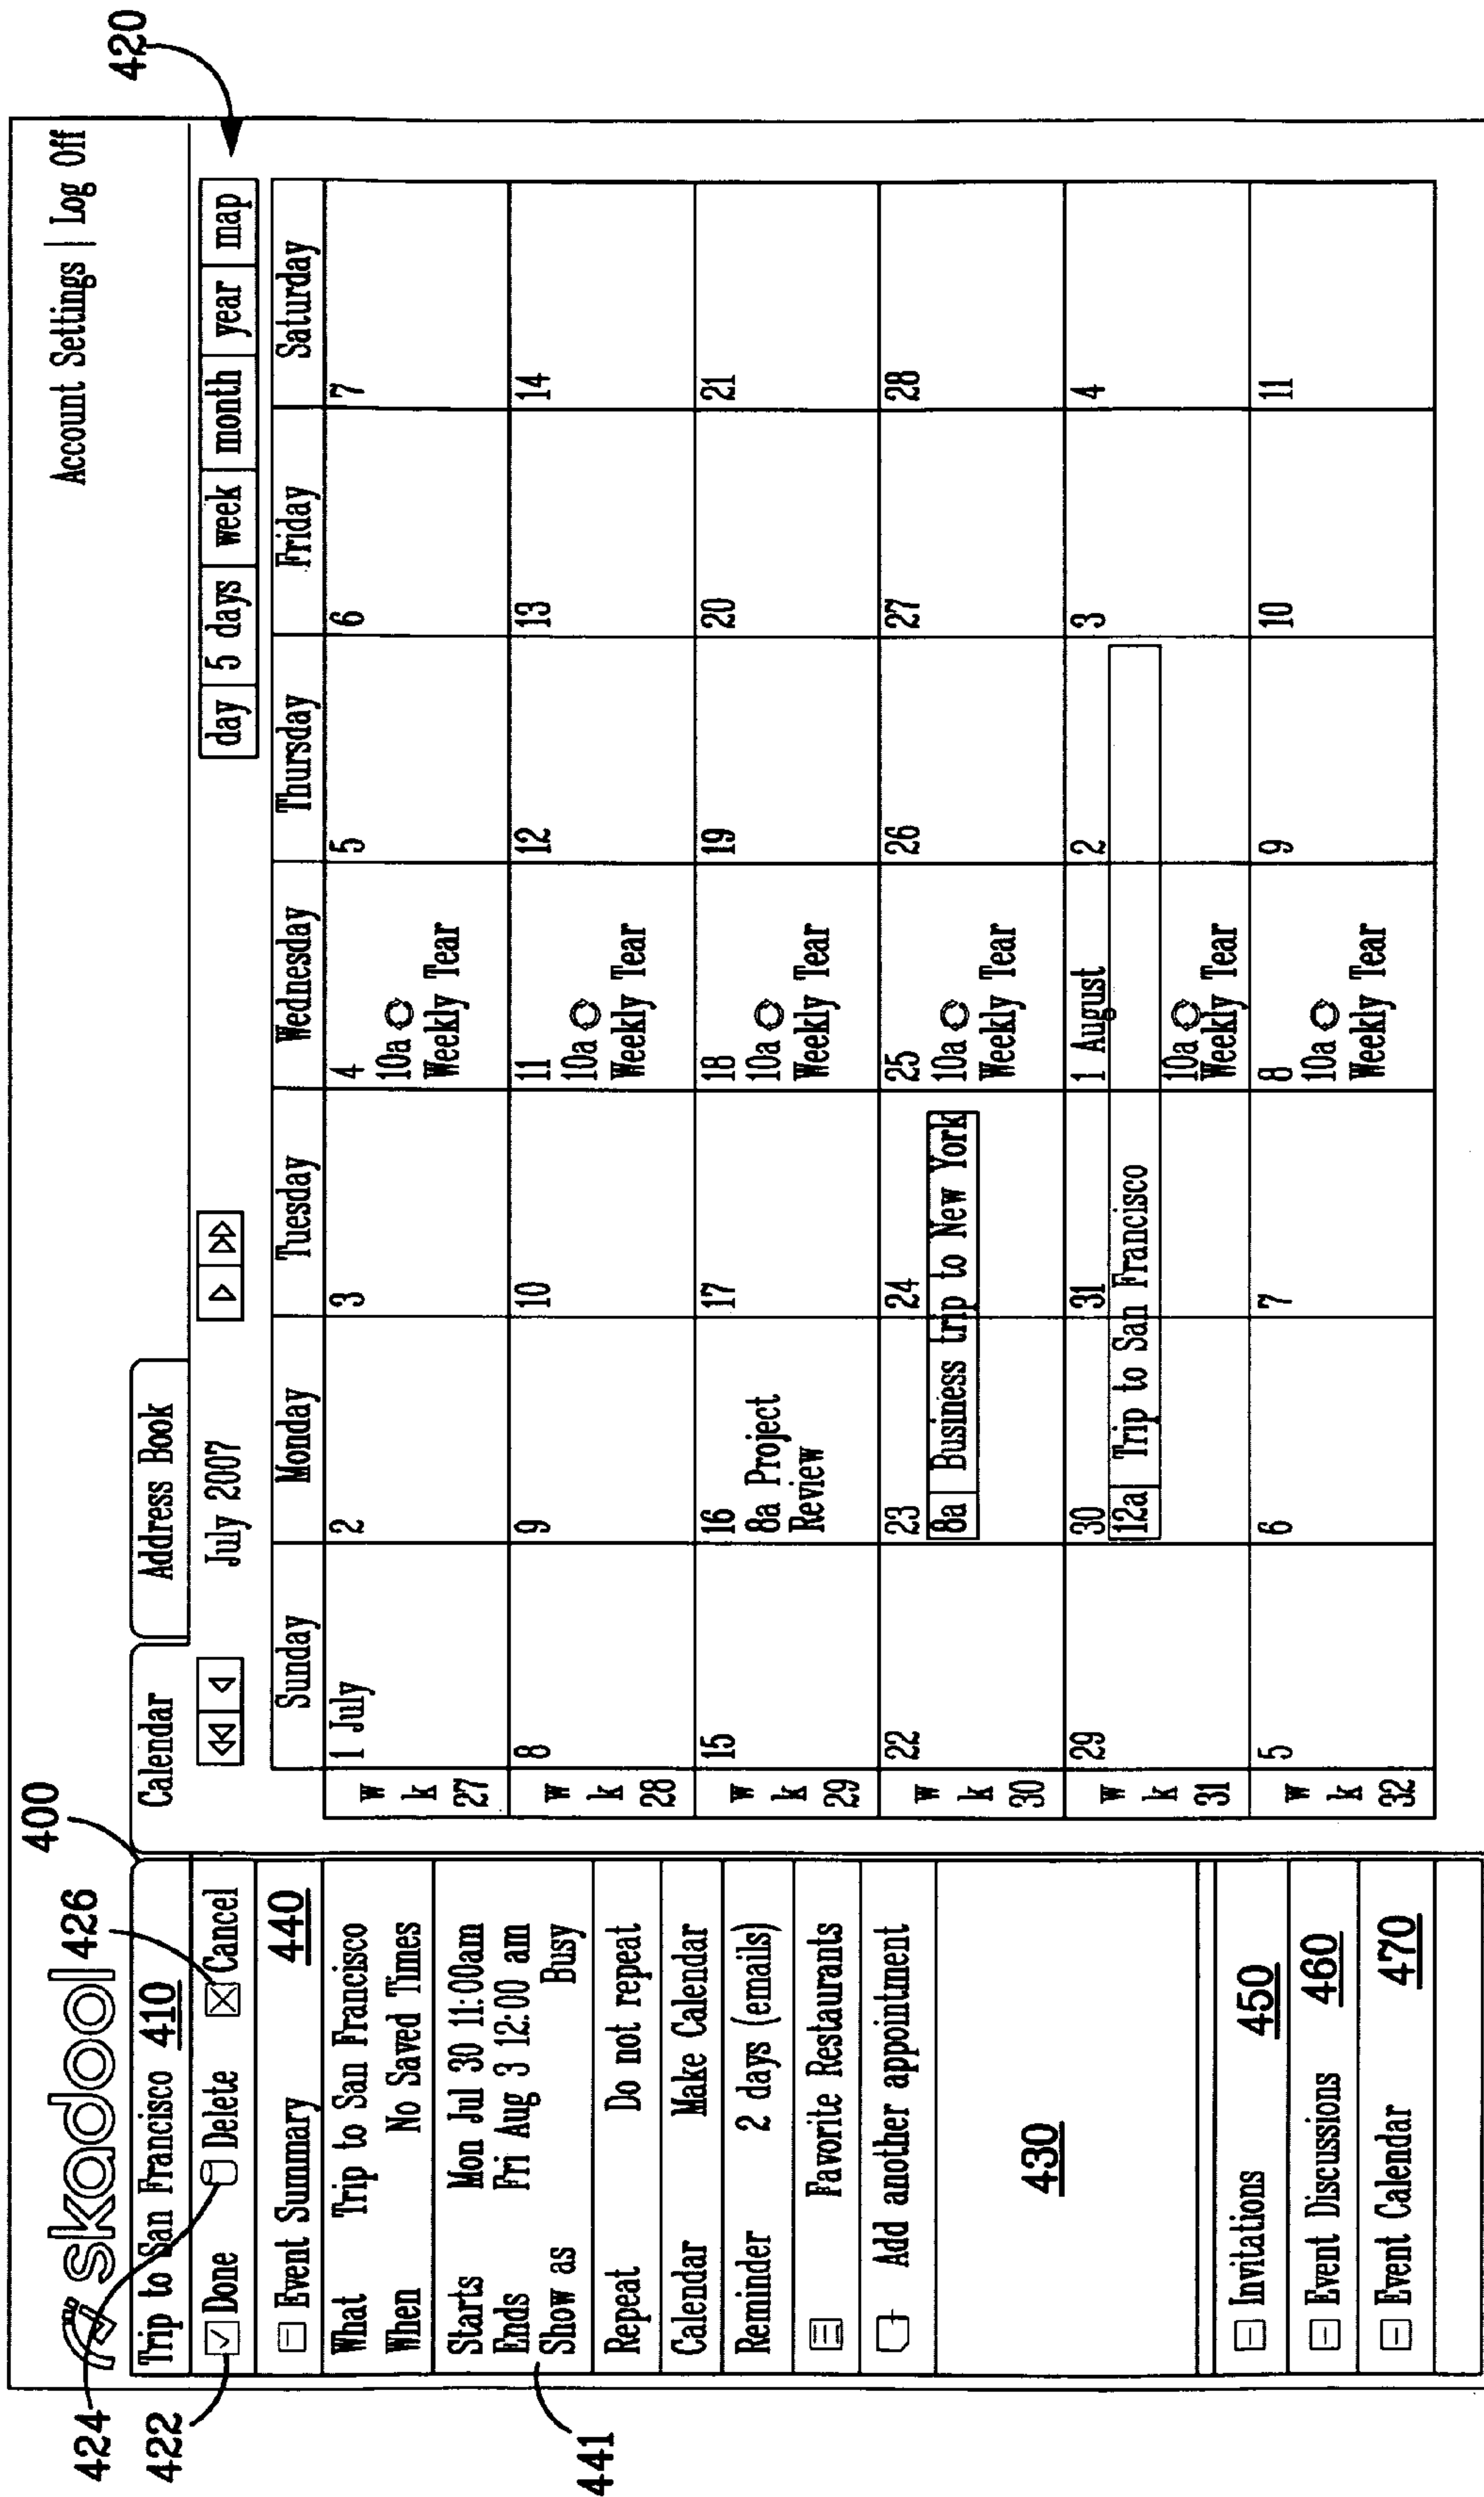 420
400
skadool
426
424
422
441
Account Settings | Log Off
Trip to San Francisco 410
Done Delete Cancel
Event Summary 440
What Trip to San Francisco
When No Saved Times
Starts Mon Jul 30 11:00am
Ends Fri Aug 3 12:00 am
Show as Busy
Repeat Do not repeat
Calendar Make Calendar
Reminder 2 days (emails)
Favorite Restaurants
Add another appointment
430
Invitations 450
Event Discussions 460
Event Calendar 470
Calendar Address Book
July 2007
day 5 days week month year map
Sunday Monday Tuesday Wednesday Thursday Friday Saturday
wk 27 1 July 2 3 4 5 6 7
10a
Weekly Tear
wk 28 8 9 10 11 12 13 14
10a
Weekly Tear
wk 29 15 16 17 18 19 20 21
8a Project
Review
10a
Weekly Tear
wk 30 22 23 24 25 26 27 28
8a Business trip to New York
10a
Weekly Tear
wk 31 29 30 31 1 August 2 3 4
12a Trip to San Francisco
10a
Weekly Tear
wk 32 5 6 7 8 9 10 11
10a
Weekly Tear